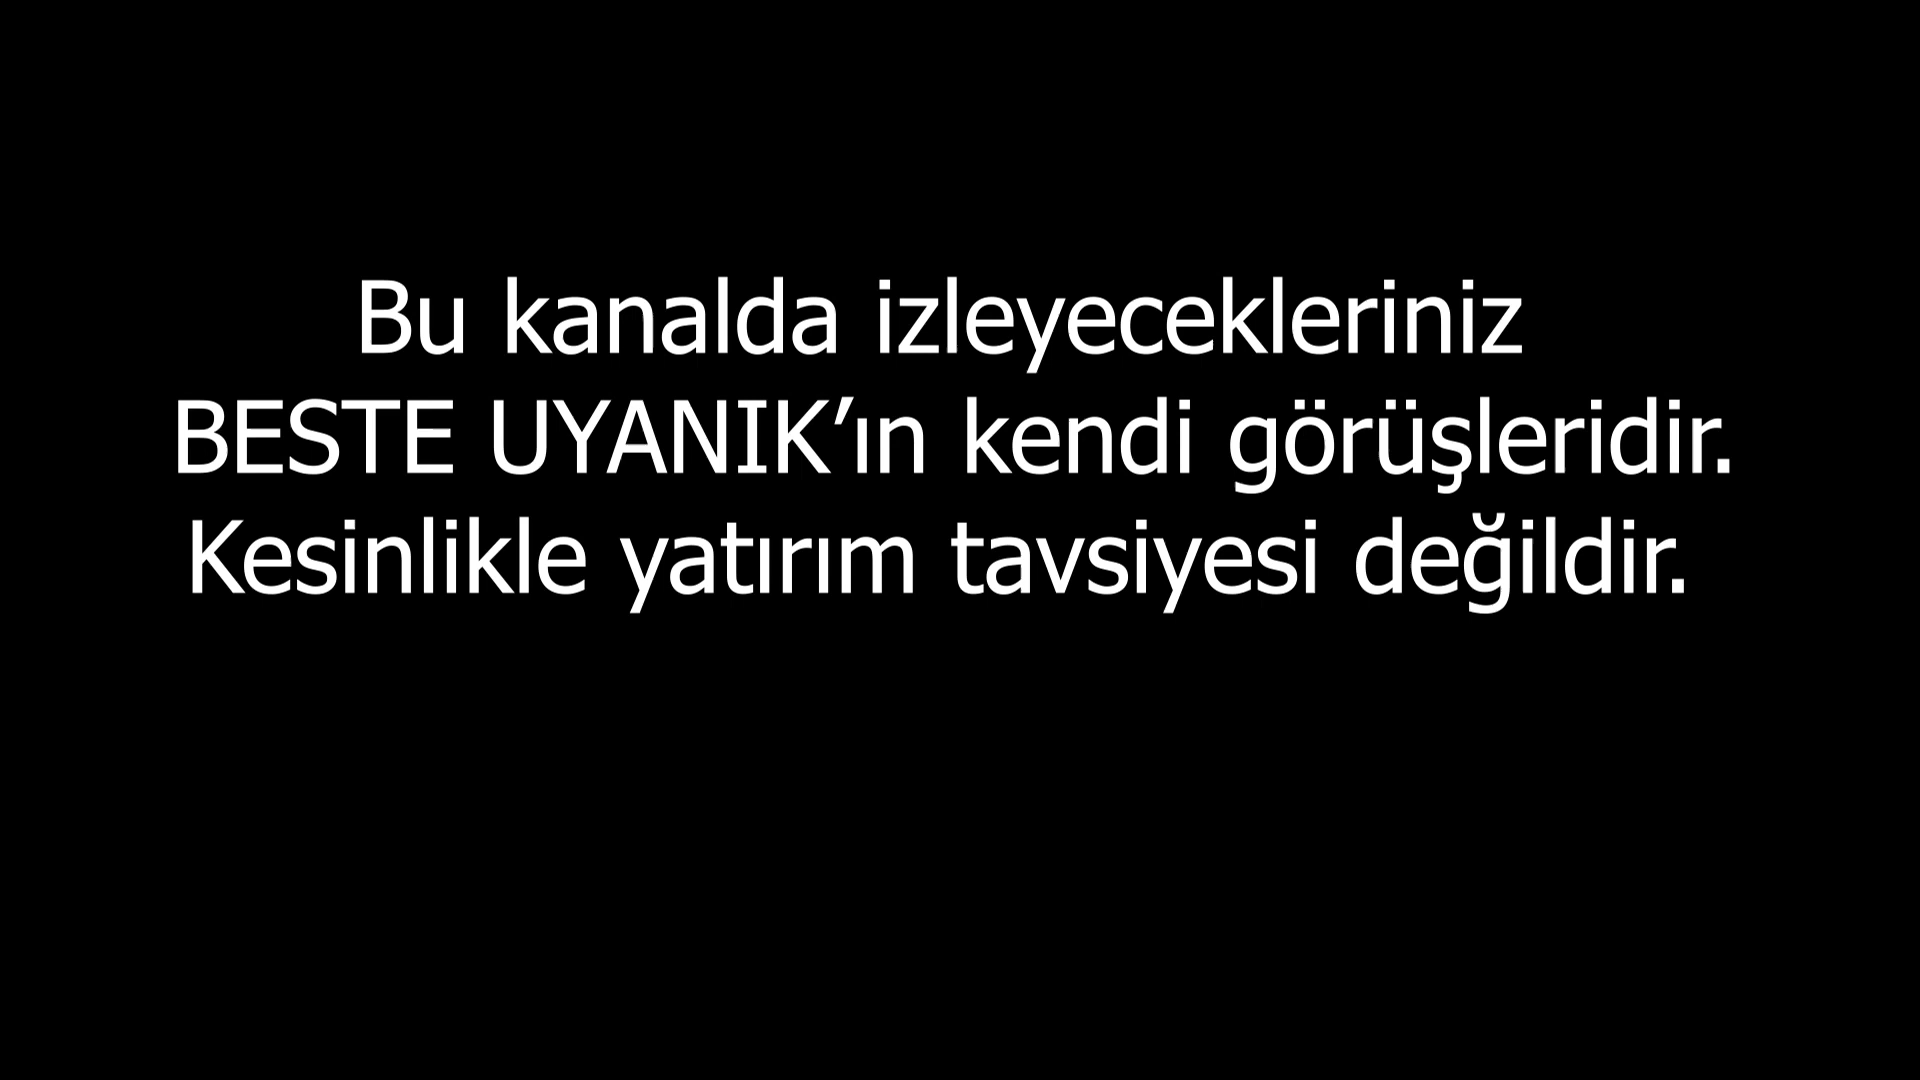 Bu kanalda izleyecekleriniz
BESTE UYANIK’ın kendi görüşleridir.
Kesinlikle yatırım tavsiyesi değildir.